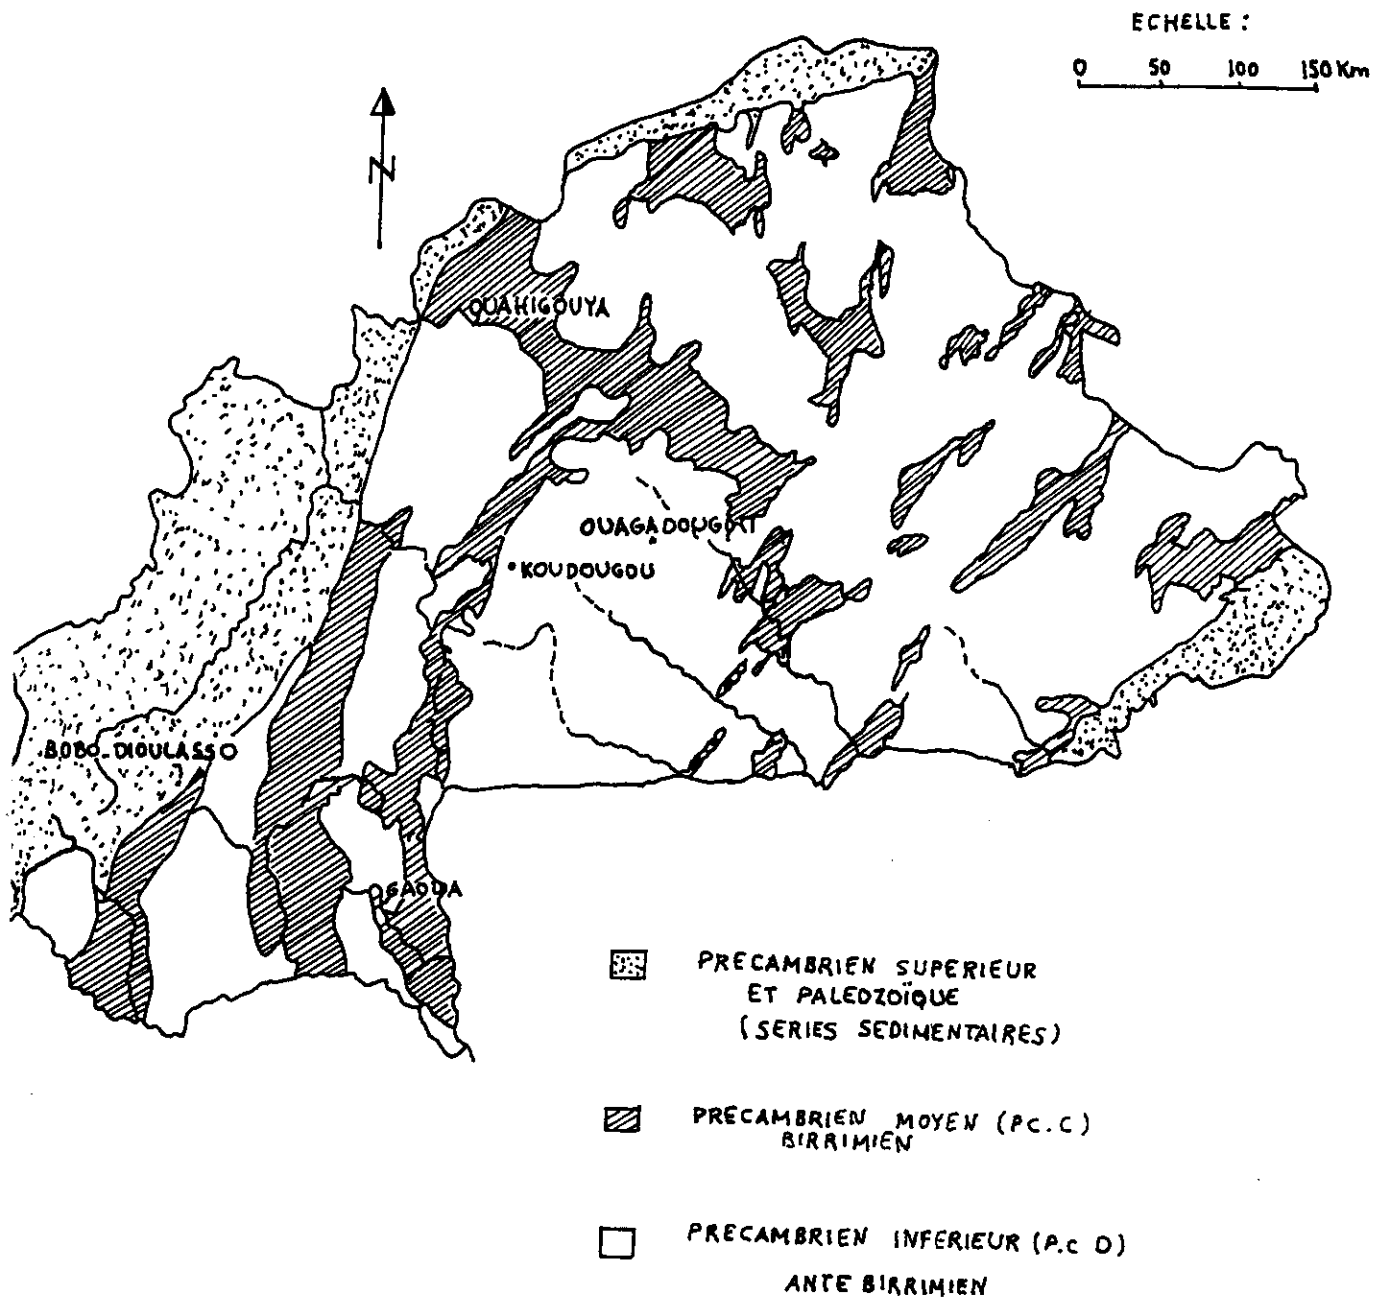 ECHELLE :
0 50 100 150 Km
N
OUAHIGOUYA
OUAGADOUGOU
KOUDOUGOU
BOBO-DIOULASSO
GAOUA
PRECAMBRIEN SUPERIEUR
ET PALEOZOÏQUE
(SERIES SEDIMENTAIRES)
PRECAMBRIEN MOYEN (PC.C)
BIRRIMIEN
PRECAMBRIEN INFERIEUR (P.c D)
ANTE BIRRIMIEN